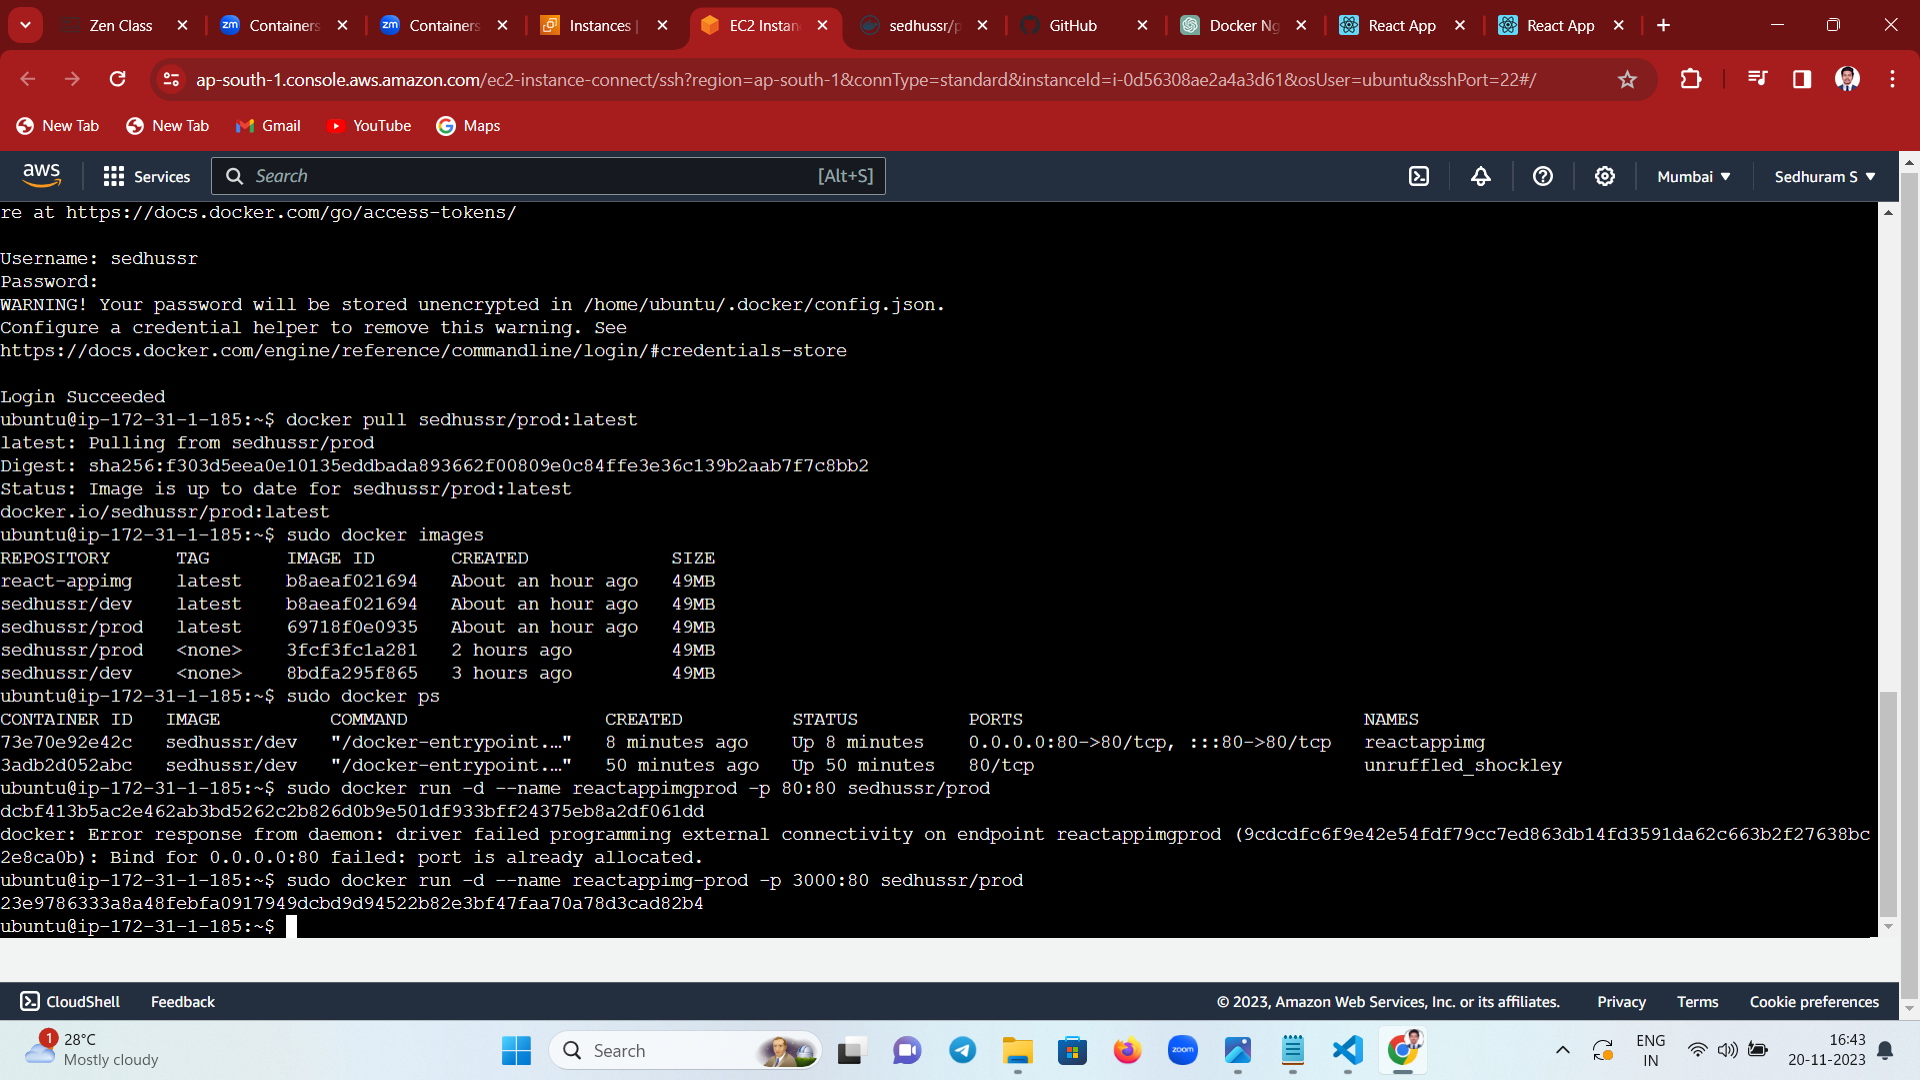 Zen Class
zm Containers
zm Containers
Instances |
EC2 Instan
sedhussr/p
GitHub
Docker Ng
React App
React App
ap-south-1.console.aws.amazon.com/ec2-instance-connect/ssh?region=ap-south-1&connType=standard&instanceId=i-0d56308ae2a4a3d61&osUser=ubuntu&sshPort=22#/
New Tab
New Tab
Gmail
YouTube
Maps
aws
Services
Search
[Alt+S]
Mumbai
Sedhuram S
re at https://docs.docker.com/go/access-tokens/
Username: sedhussr
Password:
WARNING! Your password will be stored unencrypted in /home/ubuntu/.docker/config.json.
Configure a credential helper to remove this warning. See
https://docs.docker.com/engine/reference/commandline/login/#credentials-store
Login Succeeded
ubuntu@ip-172-31-1-185:~$ docker pull sedhussr/prod:latest
latest: Pulling from sedhussr/prod
Digest: sha256:f303d5eea0e10135eddbada893662f00809e0c84ffe3e36c139b2aab7f7c8bb2
Status: Image is up to date for sedhussr/prod:latest
docker.io/sedhussr/prod:latest
ubuntu@ip-172-31-1-185:~$ sudo docker images
REPOSITORY TAG IMAGE ID CREATED SIZE
react-appimg latest b8aeaf021694 About an hour ago 49MB
sedhussr/dev latest b8aeaf021694 About an hour ago 49MB
sedhussr/prod latest 69718f0e0935 About an hour ago 49MB
sedhussr/prod <none> 3fcf3fc1a281 2 hours ago 49MB
sedhussr/dev <none> 8bdfa295f865 3 hours ago 49MB
ubuntu@ip-172-31-1-185:~$ sudo docker ps
CONTAINER ID IMAGE COMMAND CREATED STATUS PORTS NAMES
73e70e92e42c sedhussr/dev "/docker-entrypoint.…" 8 minutes ago Up 8 minutes 0.0.0.0:80->80/tcp, :::80->80/tcp reactappimg
3adb2d052abc sedhussr/dev "/docker-entrypoint.…" 50 minutes ago Up 50 minutes 80/tcp unruffled_shockley
ubuntu@ip-172-31-1-185:~$ sudo docker run -d --name reactappimgprod -p 80:80 sedhussr/prod
dcbf413b5ac2e462ab3bd5262c2b826d0b9e501df933bff24375eb8a2df061dd
docker: Error response from daemon: driver failed programming external connectivity on endpoint reactappimgprod (9cdcdfc6f9e42e54fdf79cc7ed863db14fd3591da62c663b2f27638bc
2e8ca0b): Bind for 0.0.0.0:80 failed: port is already allocated.
ubuntu@ip-172-31-1-185:~$ sudo docker run -d --name reactappimg-prod -p 3000:80 sedhussr/prod
23e9786333a8a48febfa0917949dcbd9d94522b82e3bf47faa70a78d3cad82b4
ubuntu@ip-172-31-1-185:~$
CloudShell
Feedback
© 2023, Amazon Web Services, Inc. or its affiliates.
Privacy
Terms
Cookie preferences
1
28°C
Mostly cloudy
Search
zoom
ENG
IN
16:43
20-11-2023